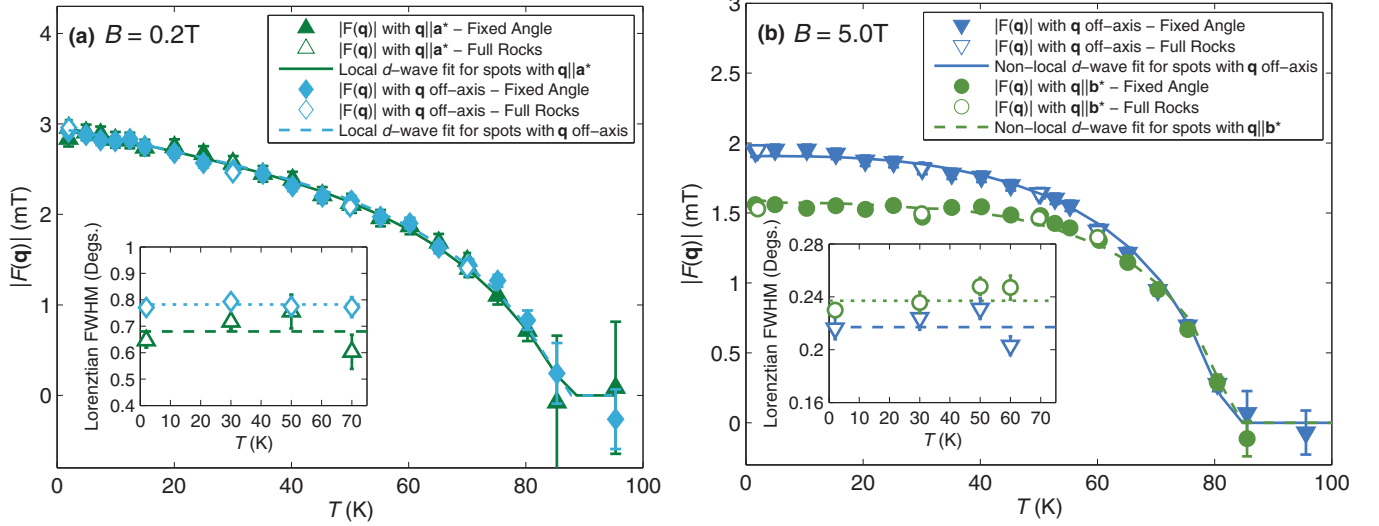 (a) B = 0.2T
|F(q)| with q||a* – Fixed Angle
|F(q)| with q||a* – Full Rocks
Local d–wave fit for spots with q||a*
|F(q)| with q off–axis – Fixed Angle
|F(q)| with q off–axis – Full Rocks
Local d–wave fit for spots with q off–axis
|F(q)| (mT)
4
3
2
1
0
0 20 40 60 80 100
T (K)
Lorenztian FWHM (Degs.)
1
0.9
0.8
0.7
0.6
0.5
0.4
0 10 20 30 40 50 60 70
T (K)
(b) B = 5.0T
|F(q)| with q off–axis – Fixed Angle
|F(q)| with q off–axis – Full Rocks
Non–local d–wave fit for spots with q off–axis
|F(q)| with q||b* – Fixed Angle
|F(q)| with q||b* – Full Rocks
Non–local d–wave fit for spots with q||b*
|F(q)| (mT)
3
2.5
2
1.5
1
0.5
0
0 20 40 60 80 100
T (K)
Lorenztian FWHM (Degs.)
0.28
0.24
0.2
0.16
0 10 20 30 40 50 60 70
T (K)